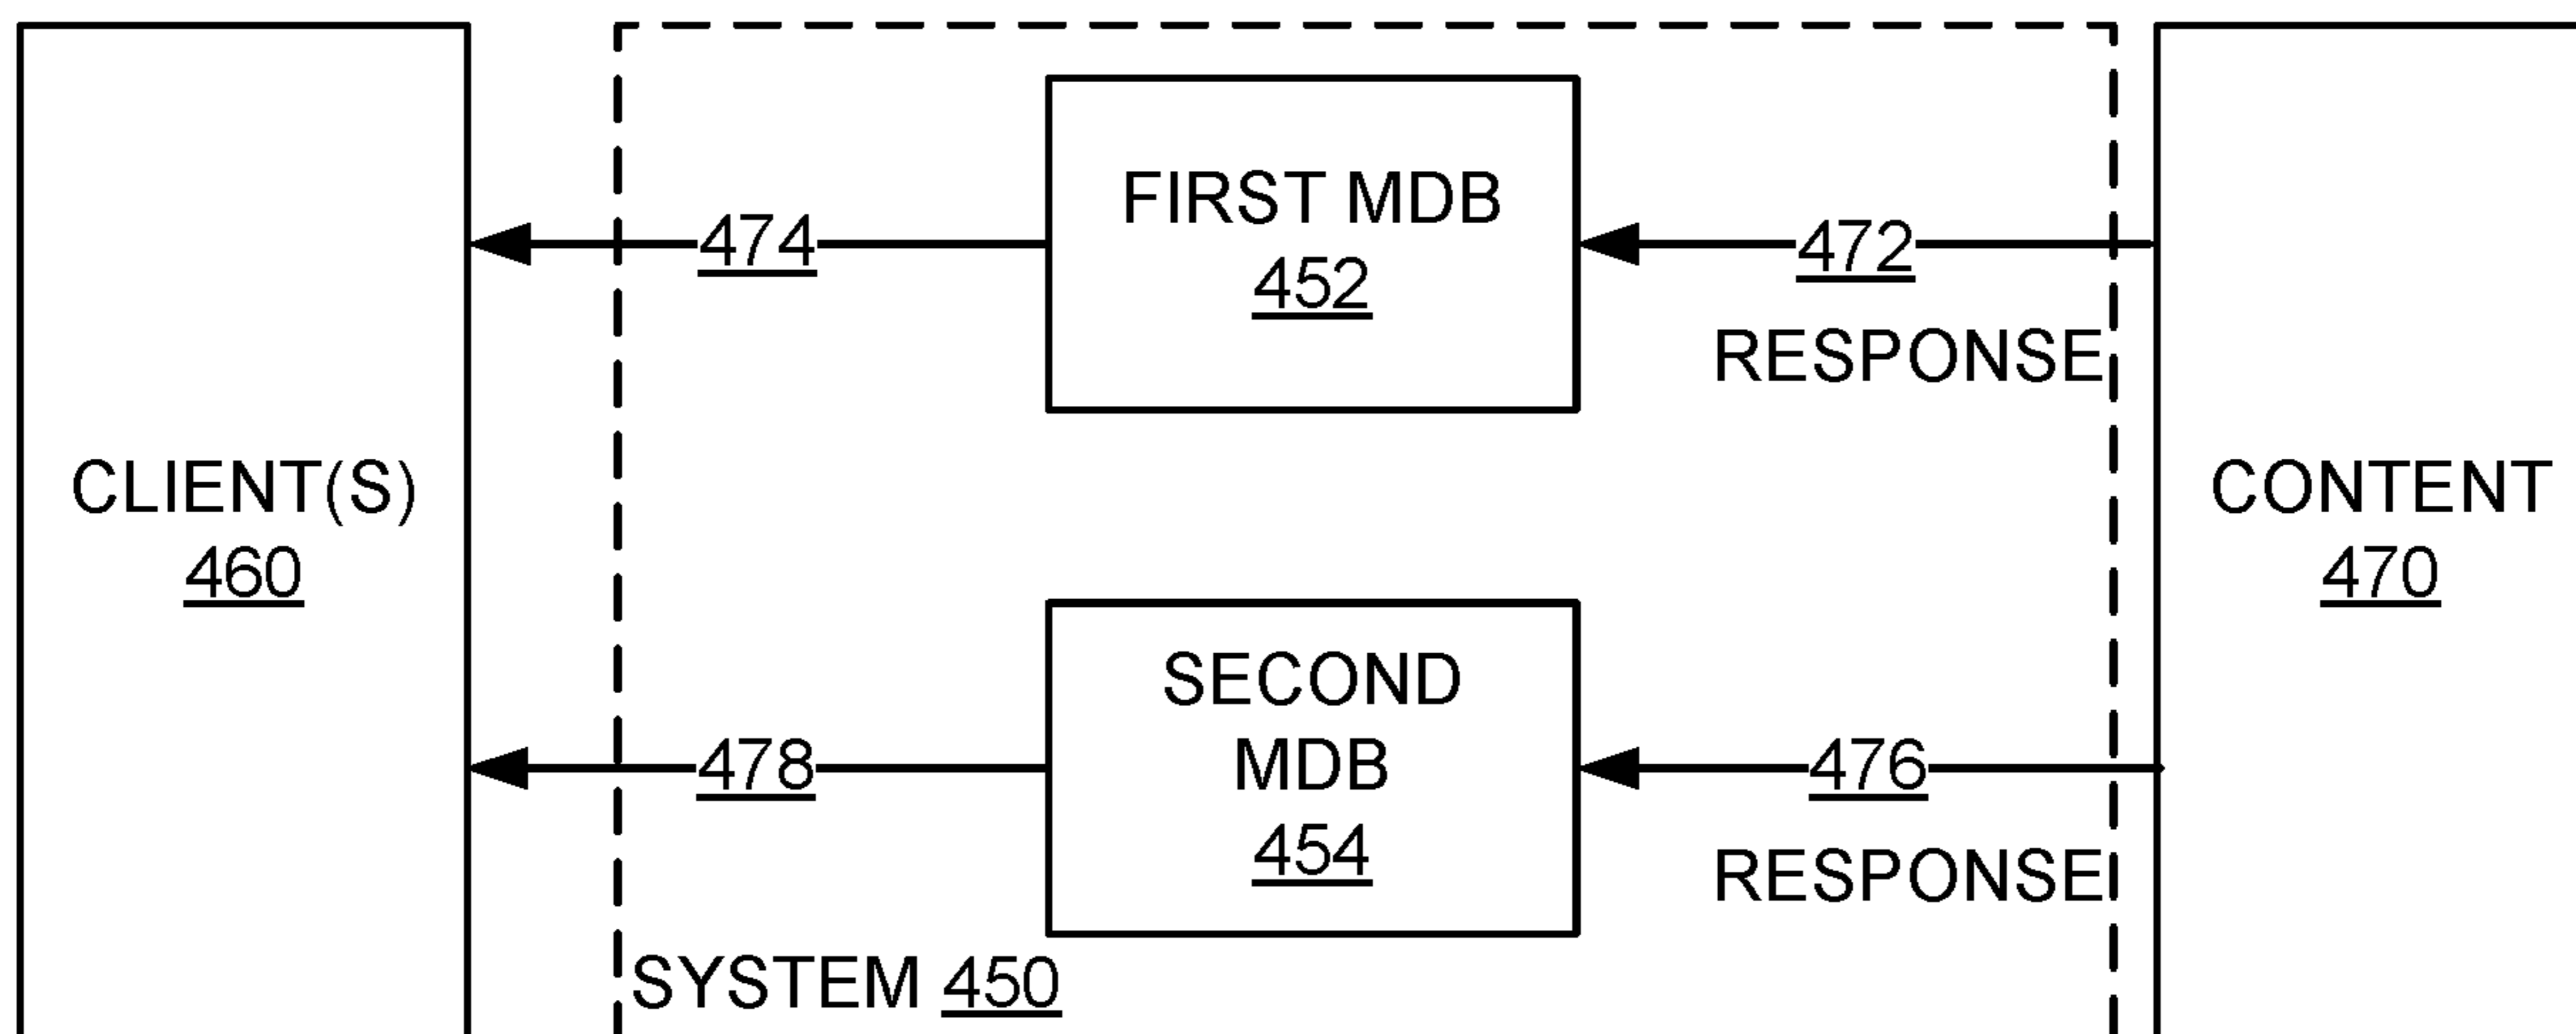 FIRST MDB
452
474
472
RESPONSE
CLIENT(S)
460
CONTENT
470
SECOND
MDB
454
478
476
RESPONSE
SYSTEM 450